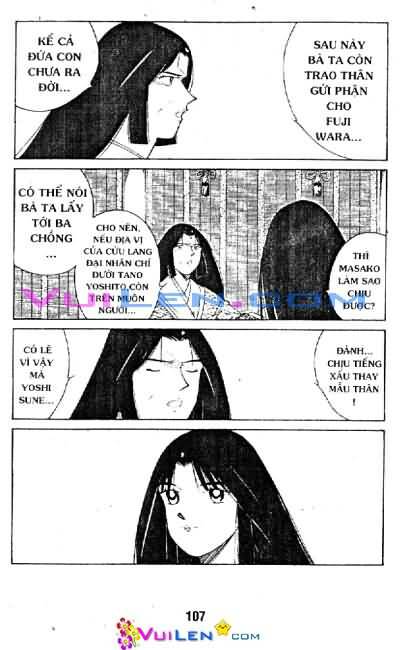 SAU NÀY
BÀ TA CÒN
TRAO THÂN
GỬI PHẬN
CHO
FUJI
WARA...
KỂ CẢ
ĐỨA CON
CHƯA RA
ĐỜI...
THÌ
MASAKO
LÀM SAO
CHỊU
ĐƯỢC?
CHO NÊN,
NẾU ĐỊA VỊ
CỦA CỬU LANG
ĐẠI NHÂN CHỈ
DƯỚI TANO
YOSHITO CÒN
TRÊN MUÔN
NGƯỜI...
CÓ THỂ NÓI
BÀ TA LẤY
TỚI BA
CHỒNG
...
VUILEN.COM
ĐÀNH...
CHỊU TIẾNG
XẤU THAY
MẪU THÂN
!
CÓ LẼ
VÌ VẬY
MÀ
YOSHI
SUNE...
107
VUILEN.COM